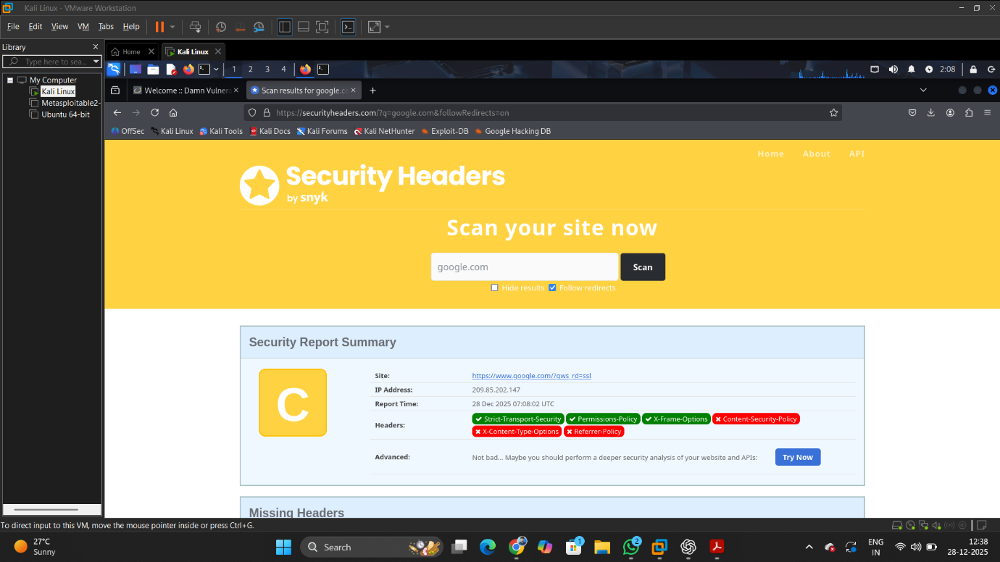 Kali Linux - VMware Workstation
File Edit View VM Tabs Help
Library
Type here to sea...
My Computer
Kali Linux
Metasploitable2-
Ubuntu 64-bit
Home
Kali Linux
1 2 3 4
2:08
Welcome :: Damn Vulnera
Scan results for google.co
https://securityheaders.com/?q=google.com&followRedirects=on
OffSec Kali Linux Kali Tools Kali Docs Kali Forums Kali NetHunter Exploit-DB Google Hacking DB
Home About API
Security Headers
by snyk
Scan your site now
google.com
Scan
Hide results Follow redirects
Security Report Summary
C
Site: https://www.google.com/?gws_rd=ssl
IP Address: 209.85.202.147
Report Time: 28 Dec 2025 07:08:02 UTC
Headers: Strict-Transport-Security Permissions-Policy X-Frame-Options Content-Security-Policy
X-Content-Type-Options Referrer-Policy
Advanced: Not bad... Maybe you should perform a deeper security analysis of your website and APIs: Try Now
Missing Headers
To direct input to this VM, move the mouse pointer inside or press Ctrl+G.
27°C
Sunny
Search
1
2
ENG
IN
12:38
28-12-2025